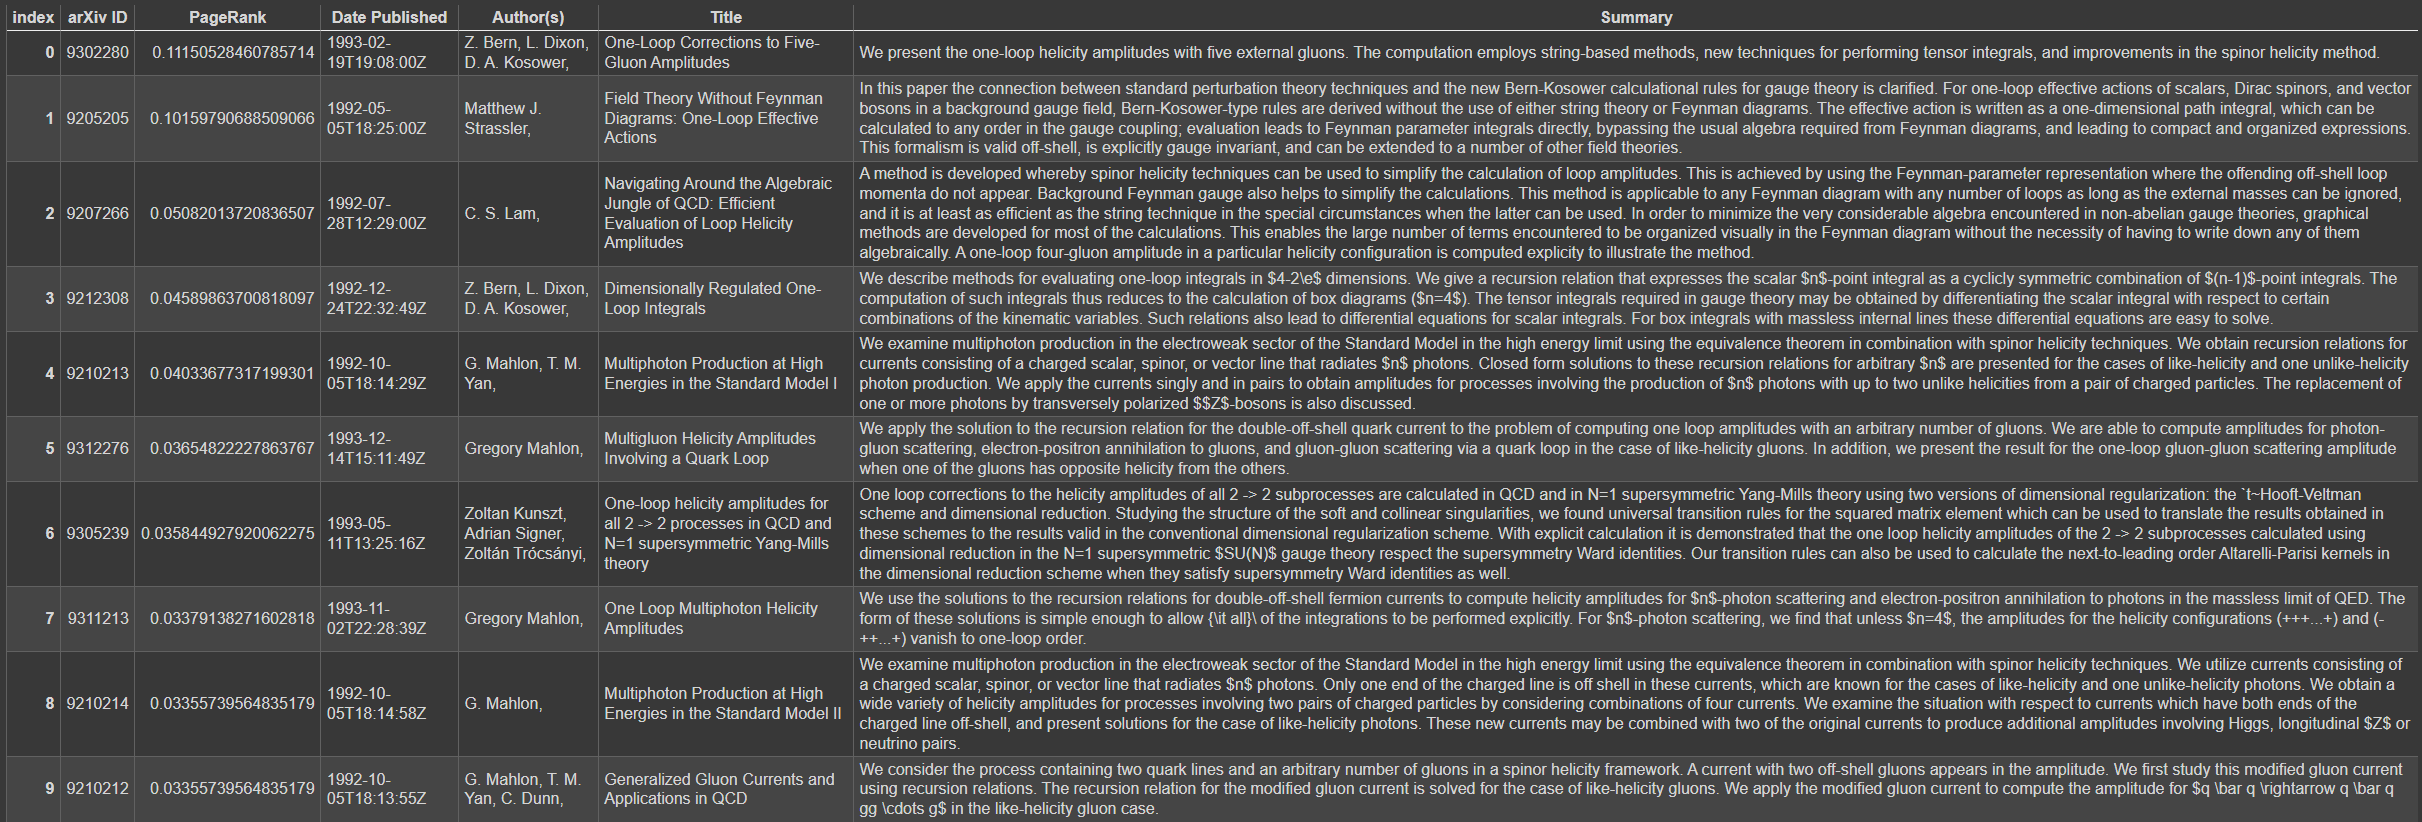 index arXiv ID PageRank Date Published Author(s) Title Summary
0 9302280 0.11150528460785714 1993-02-
19T19:08:00Z Z. Bern, L. Dixon,
D. A. Kosower, One-Loop Corrections to Five-
Gluon Amplitudes We present the one-loop helicity amplitudes with five external gluons. The computation employs string-based methods, new techniques for performing tensor integrals, and improvements in the spinor helicity method.
1 9205205 0.10159790688509066 1992-05-
05T18:25:00Z Matthew J.
Strassler, Field Theory Without Feynman
Diagrams: One-Loop Effective
Actions In this paper the connection between standard perturbation theory techniques and the new Bern-Kosower calculational rules for gauge theory is clarified. For one-loop effective actions of scalars, Dirac spinors, and vector
bosons in a background gauge field, Bern-Kosower-type rules are derived without the use of either string theory or Feynman diagrams. The effective action is written as a one-dimensional path integral, which can be
calculated to any order in the gauge coupling; evaluation leads to Feynman parameter integrals directly, bypassing the usual algebra required from Feynman diagrams, and leading to compact and organized expressions.
This formalism is valid off-shell, is explicitly gauge invariant, and can be extended to a number of other field theories.
2 9207266 0.05082013720836507 1992-07-
28T12:29:00Z C. S. Lam, Navigating Around the Algebraic
Jungle of QCD: Efficient
Evaluation of Loop Helicity
Amplitudes A method is developed whereby spinor helicity techniques can be used to simplify the calculation of loop amplitudes. This is achieved by using the Feynman-parameter representation where the offending off-shell loop
momenta do not appear. Background Feynman gauge also helps to simplify the calculations. This method is applicable to any Feynman diagram with any number of loops as long as the external masses can be ignored,
and it is at least as efficient as the string technique in the special circumstances when the latter can be used. In order to minimize the very considerable algebra encountered in non-abelian gauge theories, graphical
methods are developed for most of the calculations. This enables the large number of terms encountered to be organized visually in the Feynman diagram without the necessity of having to write down any of them
algebraically. A one-loop four-gluon amplitude in a particular helicity configuration is computed explicity to illustrate the method.
3 9212308 0.04589863700818097 1992-12-
24T22:32:49Z Z. Bern, L. Dixon,
D. A. Kosower, Dimensionally Regulated One-
Loop Integrals We describe methods for evaluating one-loop integrals in $4-2\e$ dimensions. We give a recursion relation that expresses the scalar $n$-point integral as a cyclicly symmetric combination of $(n-1)$-point integrals. The
computation of such integrals thus reduces to the calculation of box diagrams ($n=4$). The tensor integrals required in gauge theory may be obtained by differentiating the scalar integral with respect to certain
combinations of the kinematic variables. Such relations also lead to differential equations for scalar integrals. For box integrals with massless internal lines these differential equations are easy to solve.
4 9210213 0.04033677317199301 1992-10-
05T18:14:29Z G. Mahlon, T. M.
Yan, Multiphoton Production at High
Energies in the Standard Model I We examine multiphoton production in the electroweak sector of the Standard Model in the high energy limit using the equivalence theorem in combination with spinor helicity techniques. We obtain recursion relations for
currents consisting of a charged scalar, spinor, or vector line that radiates $n$ photons. Closed form solutions to these recursion relations for arbitrary $n$ are presented for the cases of like-helicity and one unlike-helicity
photon production. We apply the currents singly and in pairs to obtain amplitudes for processes involving the production of $n$ photons with up to two unlike helicities from a pair of charged particles. The replacement of
one or more photons by transversely polarized $$Z$-bosons is also discussed.
5 9312276 0.03654822227863767 1993-12-
14T15:11:49Z Gregory Mahlon, Multigluon Helicity Amplitudes
Involving a Quark Loop We apply the solution to the recursion relation for the double-off-shell quark current to the problem of computing one loop amplitudes with an arbitrary number of gluons. We are able to compute amplitudes for photon-
gluon scattering, electron-positron annihilation to gluons, and gluon-gluon scattering via a quark loop in the case of like-helicity gluons. In addition, we present the result for the one-loop gluon-gluon scattering amplitude
when one of the gluons has opposite helicity from the others.
6 9305239 0.035844927920062275 1993-05-
11T13:25:16Z Zoltan Kunszt,
Adrian Signer,
Zoltán Trócsányi, One-loop helicity amplitudes for
all 2 -> 2 processes in QCD and
N=1 supersymmetric Yang-Mills
theory One loop corrections to the helicity amplitudes of all 2 -> 2 subprocesses are calculated in QCD and in N=1 supersymmetric Yang-Mills theory using two versions of dimensional regularization: the `t~Hooft-Veltman
scheme and dimensional reduction. Studying the structure of the soft and collinear singularities, we found universal transition rules for the squared matrix element which can be used to translate the results obtained in
these schemes to the results valid in the conventional dimensional regularization scheme. With explicit calculation it is demonstrated that the one loop helicity amplitudes of the 2 -> 2 subprocesses calculated using
dimensional reduction in the N=1 supersymmetric $SU(N)$ gauge theory respect the supersymmetry Ward identities. Our transition rules can also be used to calculate the next-to-leading order Altarelli-Parisi kernels in
the dimensional reduction scheme when they satisfy supersymmetry Ward identities as well.
7 9311213 0.03379138271602818 1993-11-
02T22:28:39Z Gregory Mahlon, One Loop Multiphoton Helicity
Amplitudes We use the solutions to the recursion relations for double-off-shell fermion currents to compute helicity amplitudes for $n$-photon scattering and electron-positron annihilation to photons in the massless limit of QED. The
form of these solutions is simple enough to allow {\it all}\ of the integrations to be performed explicitly. For $n$-photon scattering, we find that unless $n=4$, the amplitudes for the helicity configurations (+++...+) and (-
++...+) vanish to one-loop order.
8 9210214 0.03355739564835179 1992-10-
05T18:14:58Z G. Mahlon, Multiphoton Production at High
Energies in the Standard Model II We examine multiphoton production in the electroweak sector of the Standard Model in the high energy limit using the equivalence theorem in combination with spinor helicity techniques. We utilize currents consisting of
a charged scalar, spinor, or vector line that radiates $n$ photons. Only one end of the charged line is off shell in these currents, which are known for the cases of like-helicity and one unlike-helicity photons. We obtain a
wide variety of helicity amplitudes for processes involving two pairs of charged particles by considering combinations of four currents. We examine the situation with respect to currents which have both ends of the
charged line off-shell, and present solutions for the case of like-helicity photons. These new currents may be combined with two of the original currents to produce additional amplitudes involving Higgs, longitudinal $Z$ or
neutrino pairs.
9 9210212 0.03355739564835179 1992-10-
05T18:13:55Z G. Mahlon, T. M.
Yan, C. Dunn, Generalized Gluon Currents and
Applications in QCD We consider the process containing two quark lines and an arbitrary number of gluons in a spinor helicity framework. A current with two off-shell gluons appears in the amplitude. We first study this modified gluon current
using recursion relations. The recursion relation for the modified gluon current is solved for the case of like-helicity gluons. We apply the modified gluon current to compute the amplitude for $q \bar q \rightarrow q \bar q
gg \cdots g$ in the like-helicity gluon case.